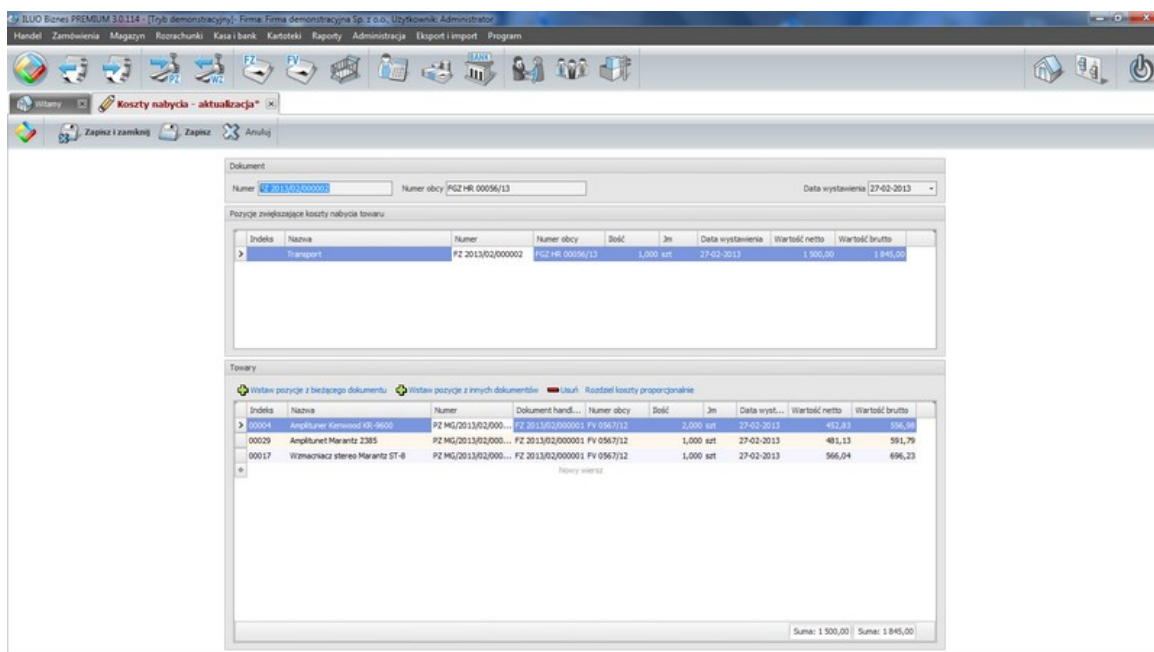 ILUO Biznes PREMIUM 3.0.114 - [Tryb demonstracyjny]- Firma: Firma demonstracyjna Sp. z o.o., Użytkownik: Administrator
Handel Zamówienia Magazyn Rozrachunki Kasa i bank Kartoteki Raporty Administracja Eksport i import Program
PZ WZ FZ FV BANK
Witamy Koszty nabycia - aktualizacja*
Zapisz i zamknij Zapisz Anuluj
Dokument
Numer FZ 2013/02/000002 Numer obcy FGZ HR 00056/13 Data wystawienia 27-02-2013
Pozycje zwiększające koszty nabycia towaru
Indeks Nazwa Numer Numer obcy Ilość Jm Data wystawienia Wartość netto Wartość brutto
Transport FZ 2013/02/000002 FGZ HR 00056/13 1,000 szt 27-02-2013 1 500,00 1 845,00
Towary
Wstaw pozycje z bieżącego dokumentu Wstaw pozycje z innych dokumentów Usuń Rozdziel koszty proporcjonalnie
Indeks Nazwa Numer Dokument handl... Numer obcy Ilość Jm Data wyst... Wartość netto Wartość brutto
00004 Amplituner Kenwood KR-9600 PZ MG/2013/02/000... FZ 2013/02/000001 FV 0567/12 2,000 szt 27-02-2013 452,83 556,98
00029 Amplitunet Marantz 2385 PZ MG/2013/02/000... FZ 2013/02/000001 FV 0567/12 1,000 szt 27-02-2013 481,13 591,79
00017 Wzmacniacz stereo Marantz ST-8 PZ MG/2013/02/000... FZ 2013/02/000001 FV 0567/12 1,000 szt 27-02-2013 566,04 696,23
Nowy wiersz
Suma: 1 500,00 Suma: 1 845,00